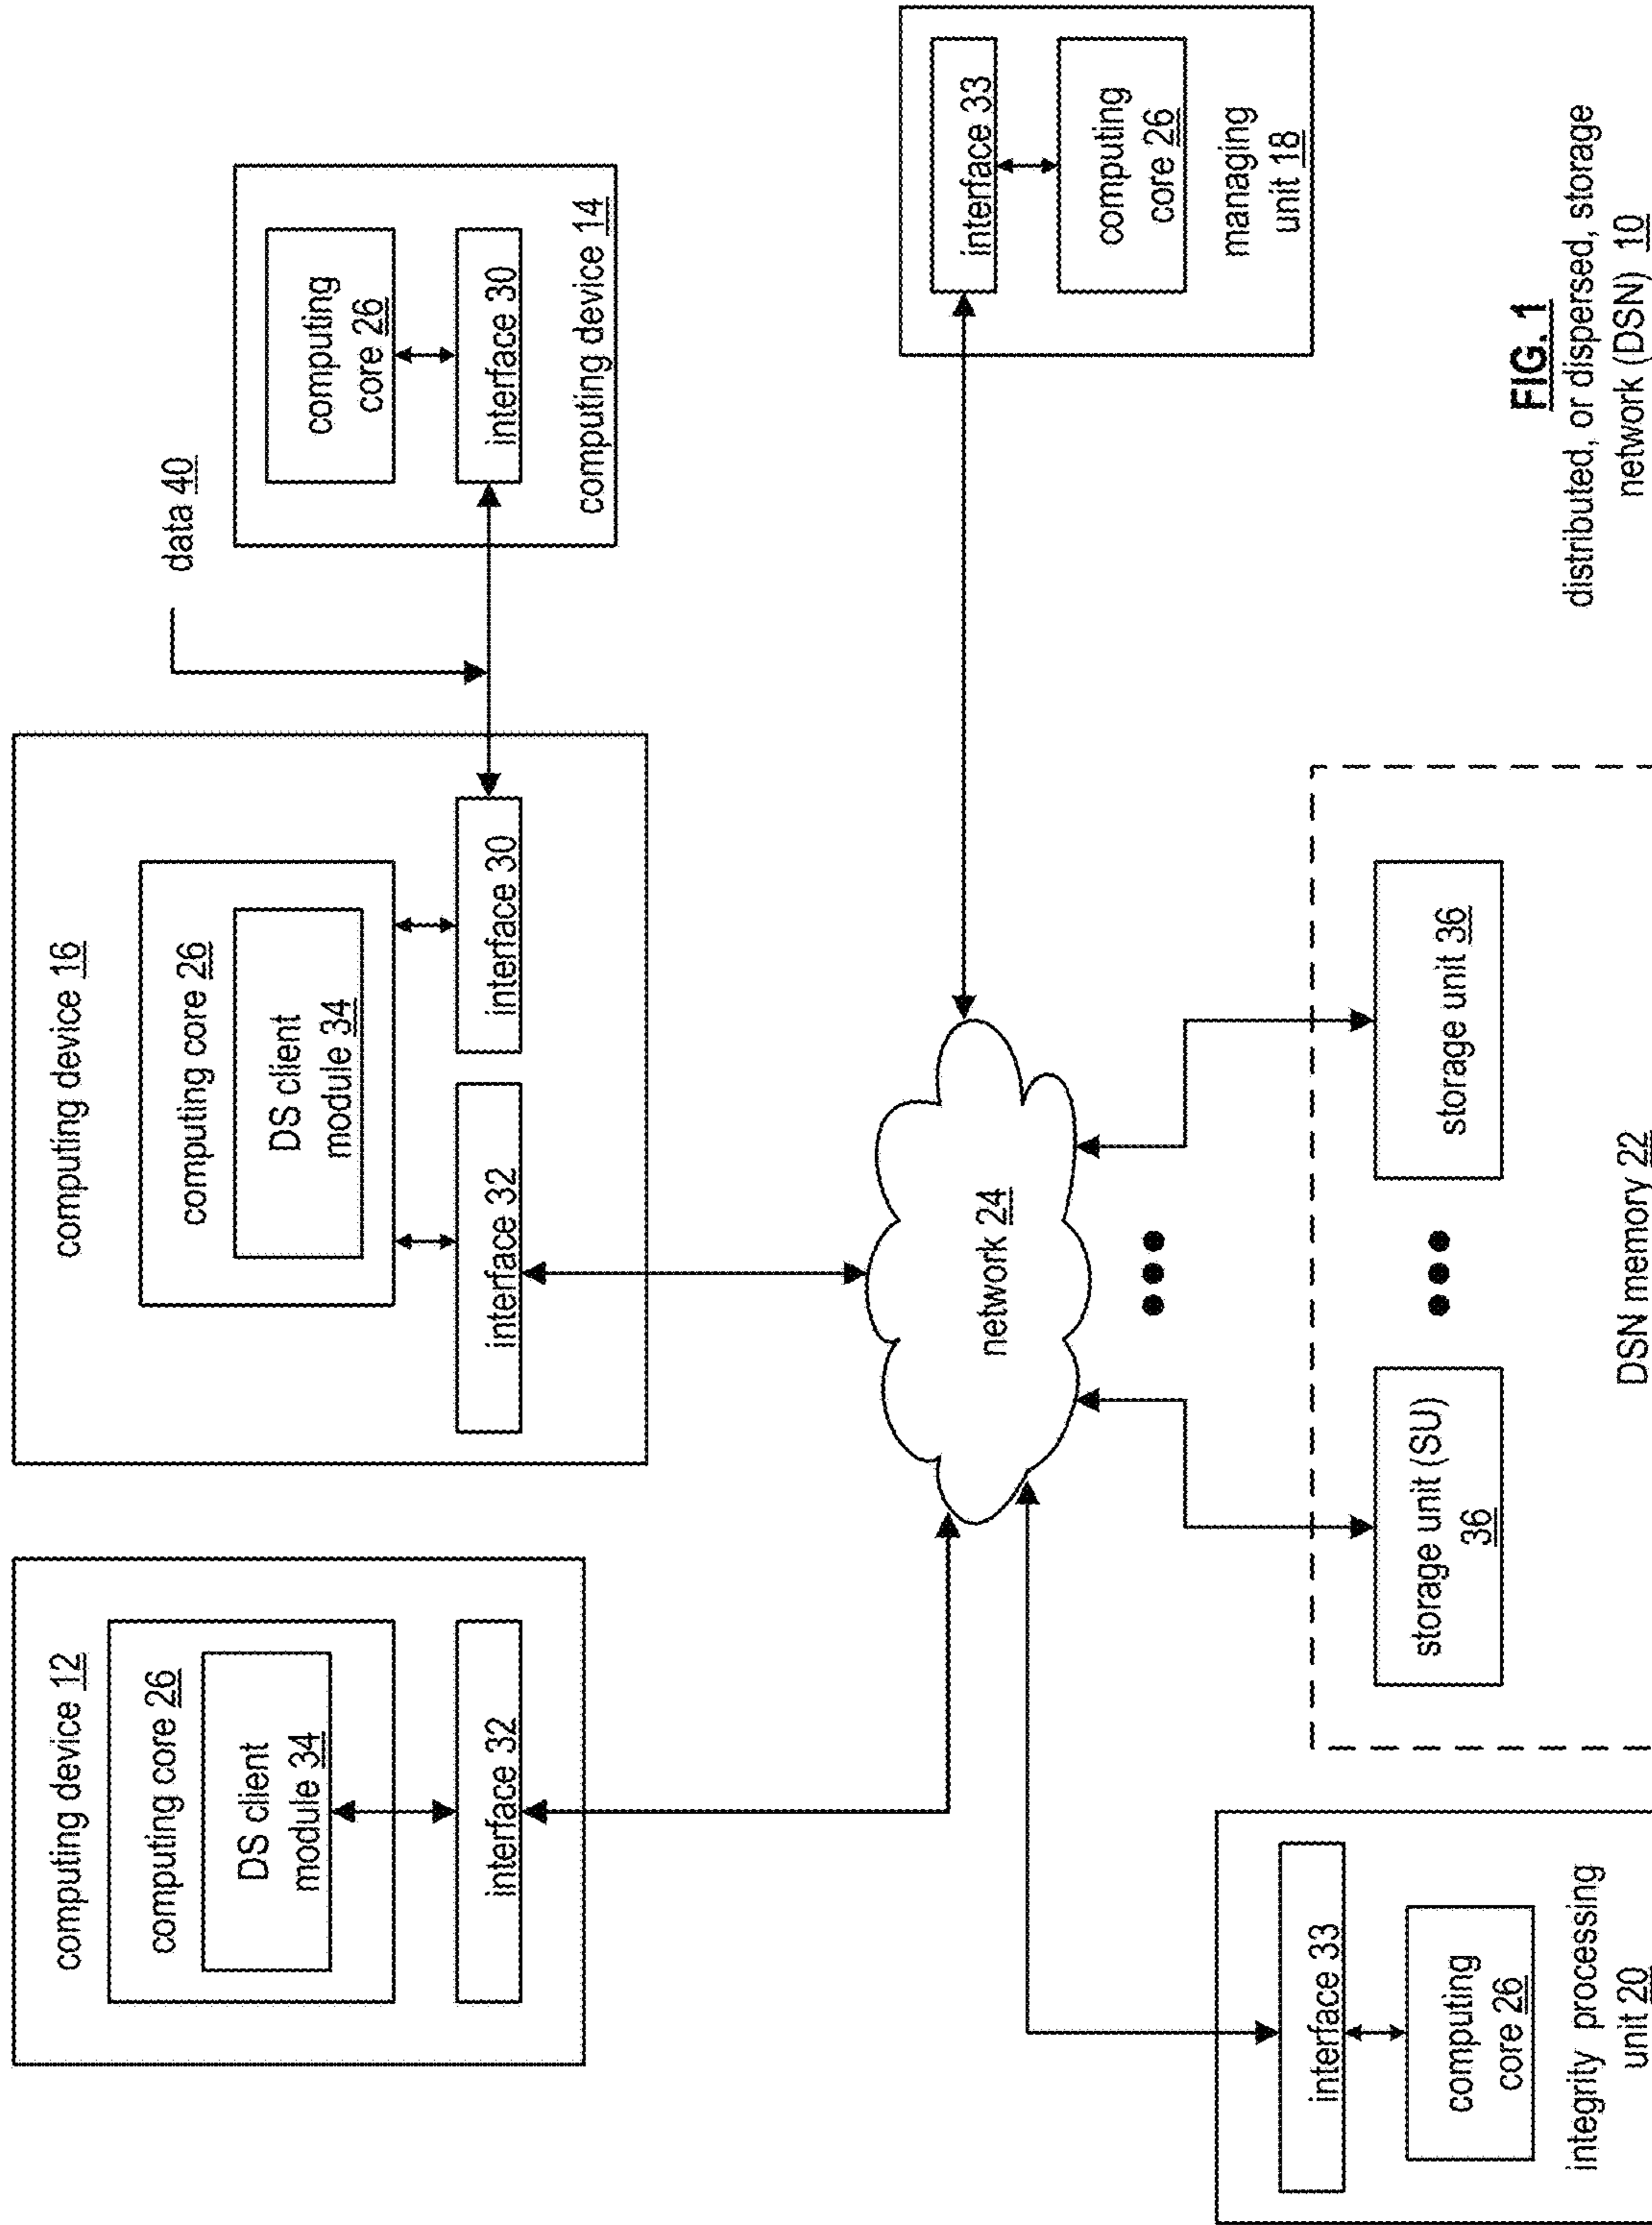 computing device 12
computing core 26
DS client
module 34
interface 32
computing device 16
computing core 26
DS client
module 34
interface 32
interface 30
data 40
computing
core 26
interface 30
computing device 14
network 24
interface 33
computing
core 26
managing
unit 18
interface 33
computing
core 26
integrity processing
unit 20
storage unit (SU)
36
storage unit 36
DSN memory 22
FIG. 1
distributed, or dispersed, storage
network (DSN) 10